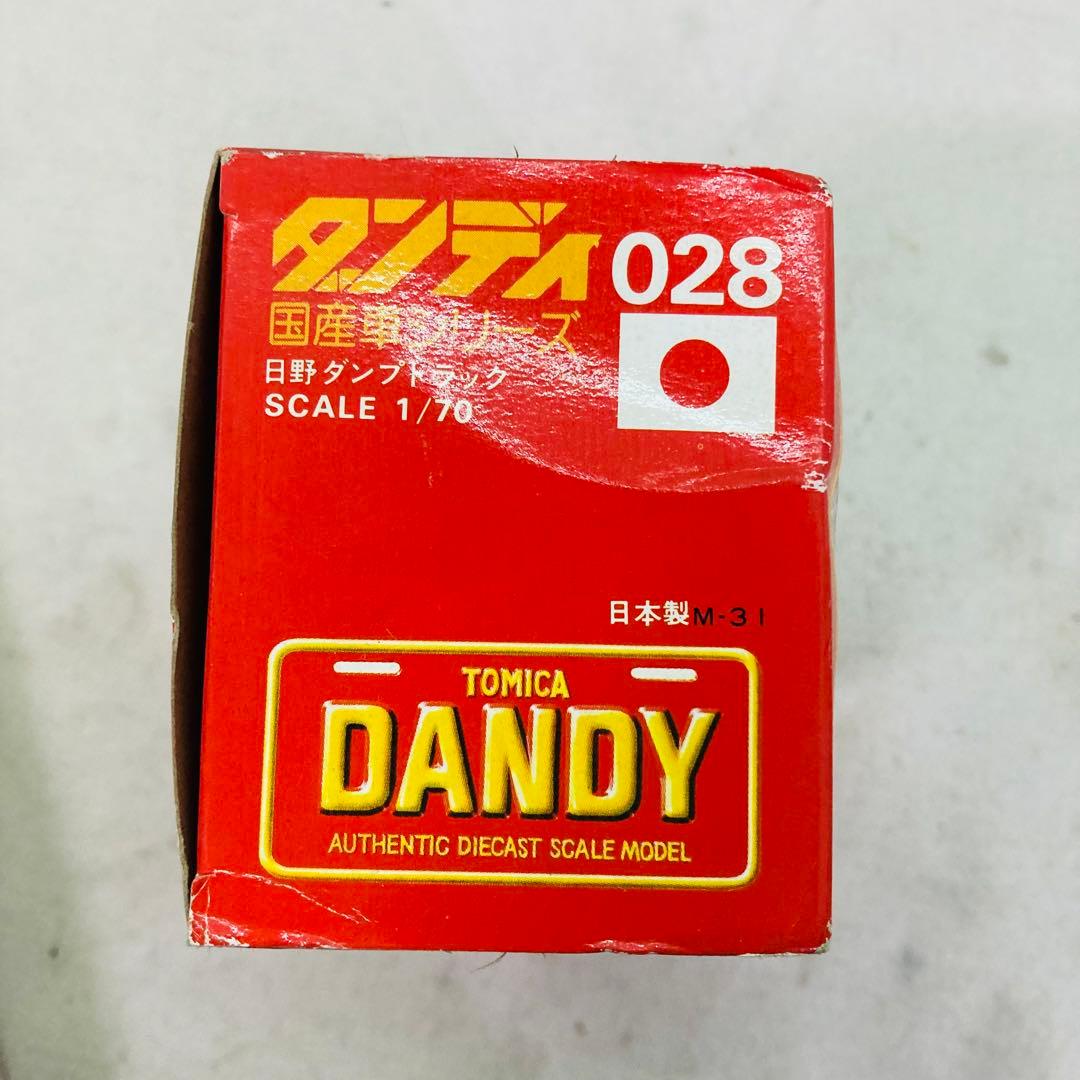 ダンディ 028
国産車シリーズ
日野ダンプトラック
SCALE 1/70
日本製 M-31
TOMICA
DANDY
AUTHENTIC DIECAST SCALE MODEL